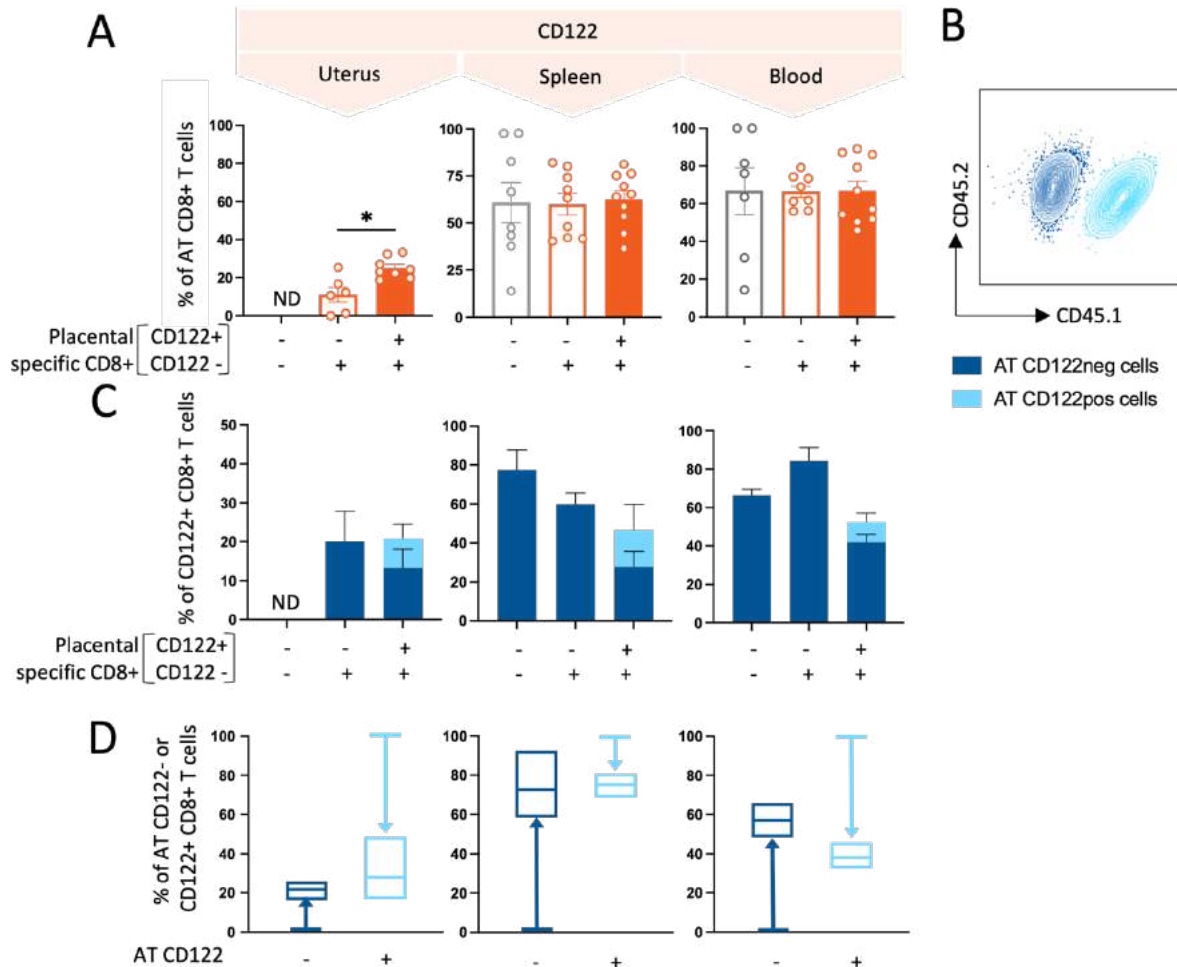 A
B
CD122
Uterus
Spleen
Blood
% of AT CD8+ T cells
100
80
60
40
20
0
ND
*
100
75
50
25
0
100
80
60
40
20
0
CD45.2
CD45.1
Placental CD122+ - - + - - + - - +
specific CD8+ CD122 - - + + - + + - + +
AT CD122neg cells
AT CD122pos cells
C
% of CD122+ CD8+ T cells
50
40
30
20
10
0
ND
100
80
60
40
20
0
100
80
60
40
20
0
Placental CD122+ - - + - - + - - +
specific CD8+ CD122 - - + + - + + - + +
D
% of AT CD122- or
CD122+ CD8+ T cells
100
80
60
40
20
0
100
80
60
40
20
0
100
80
60
40
20
0
AT CD122 - + - + - +